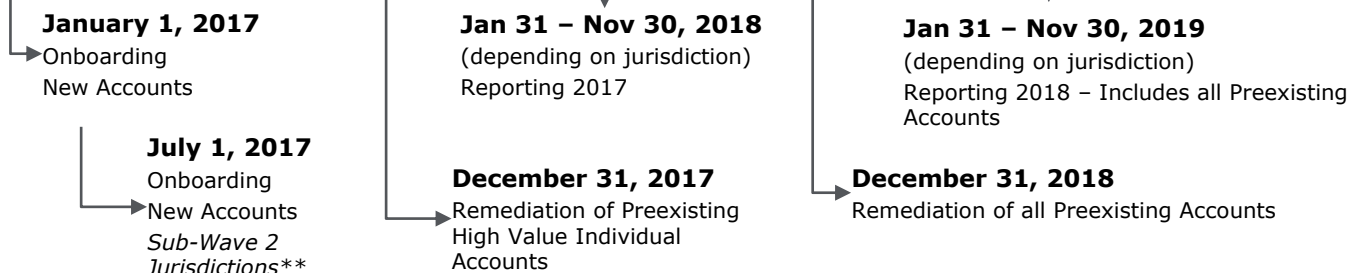 January 1, 2017
Onboarding
New Accounts
July 1, 2017
Onboarding
New Accounts
Sub-Wave 2
Jurisdictions**
Jan 31 – Nov 30, 2018
(depending on jurisdiction)
Reporting 2017
December 31, 2017
Remediation of Preexisting
High Value Individual
Accounts
Jan 31 – Nov 30, 2019
(depending on jurisdiction)
Reporting 2018 – Includes all Preexisting
Accounts
December 31, 2018
Remediation of all Preexisting Accounts